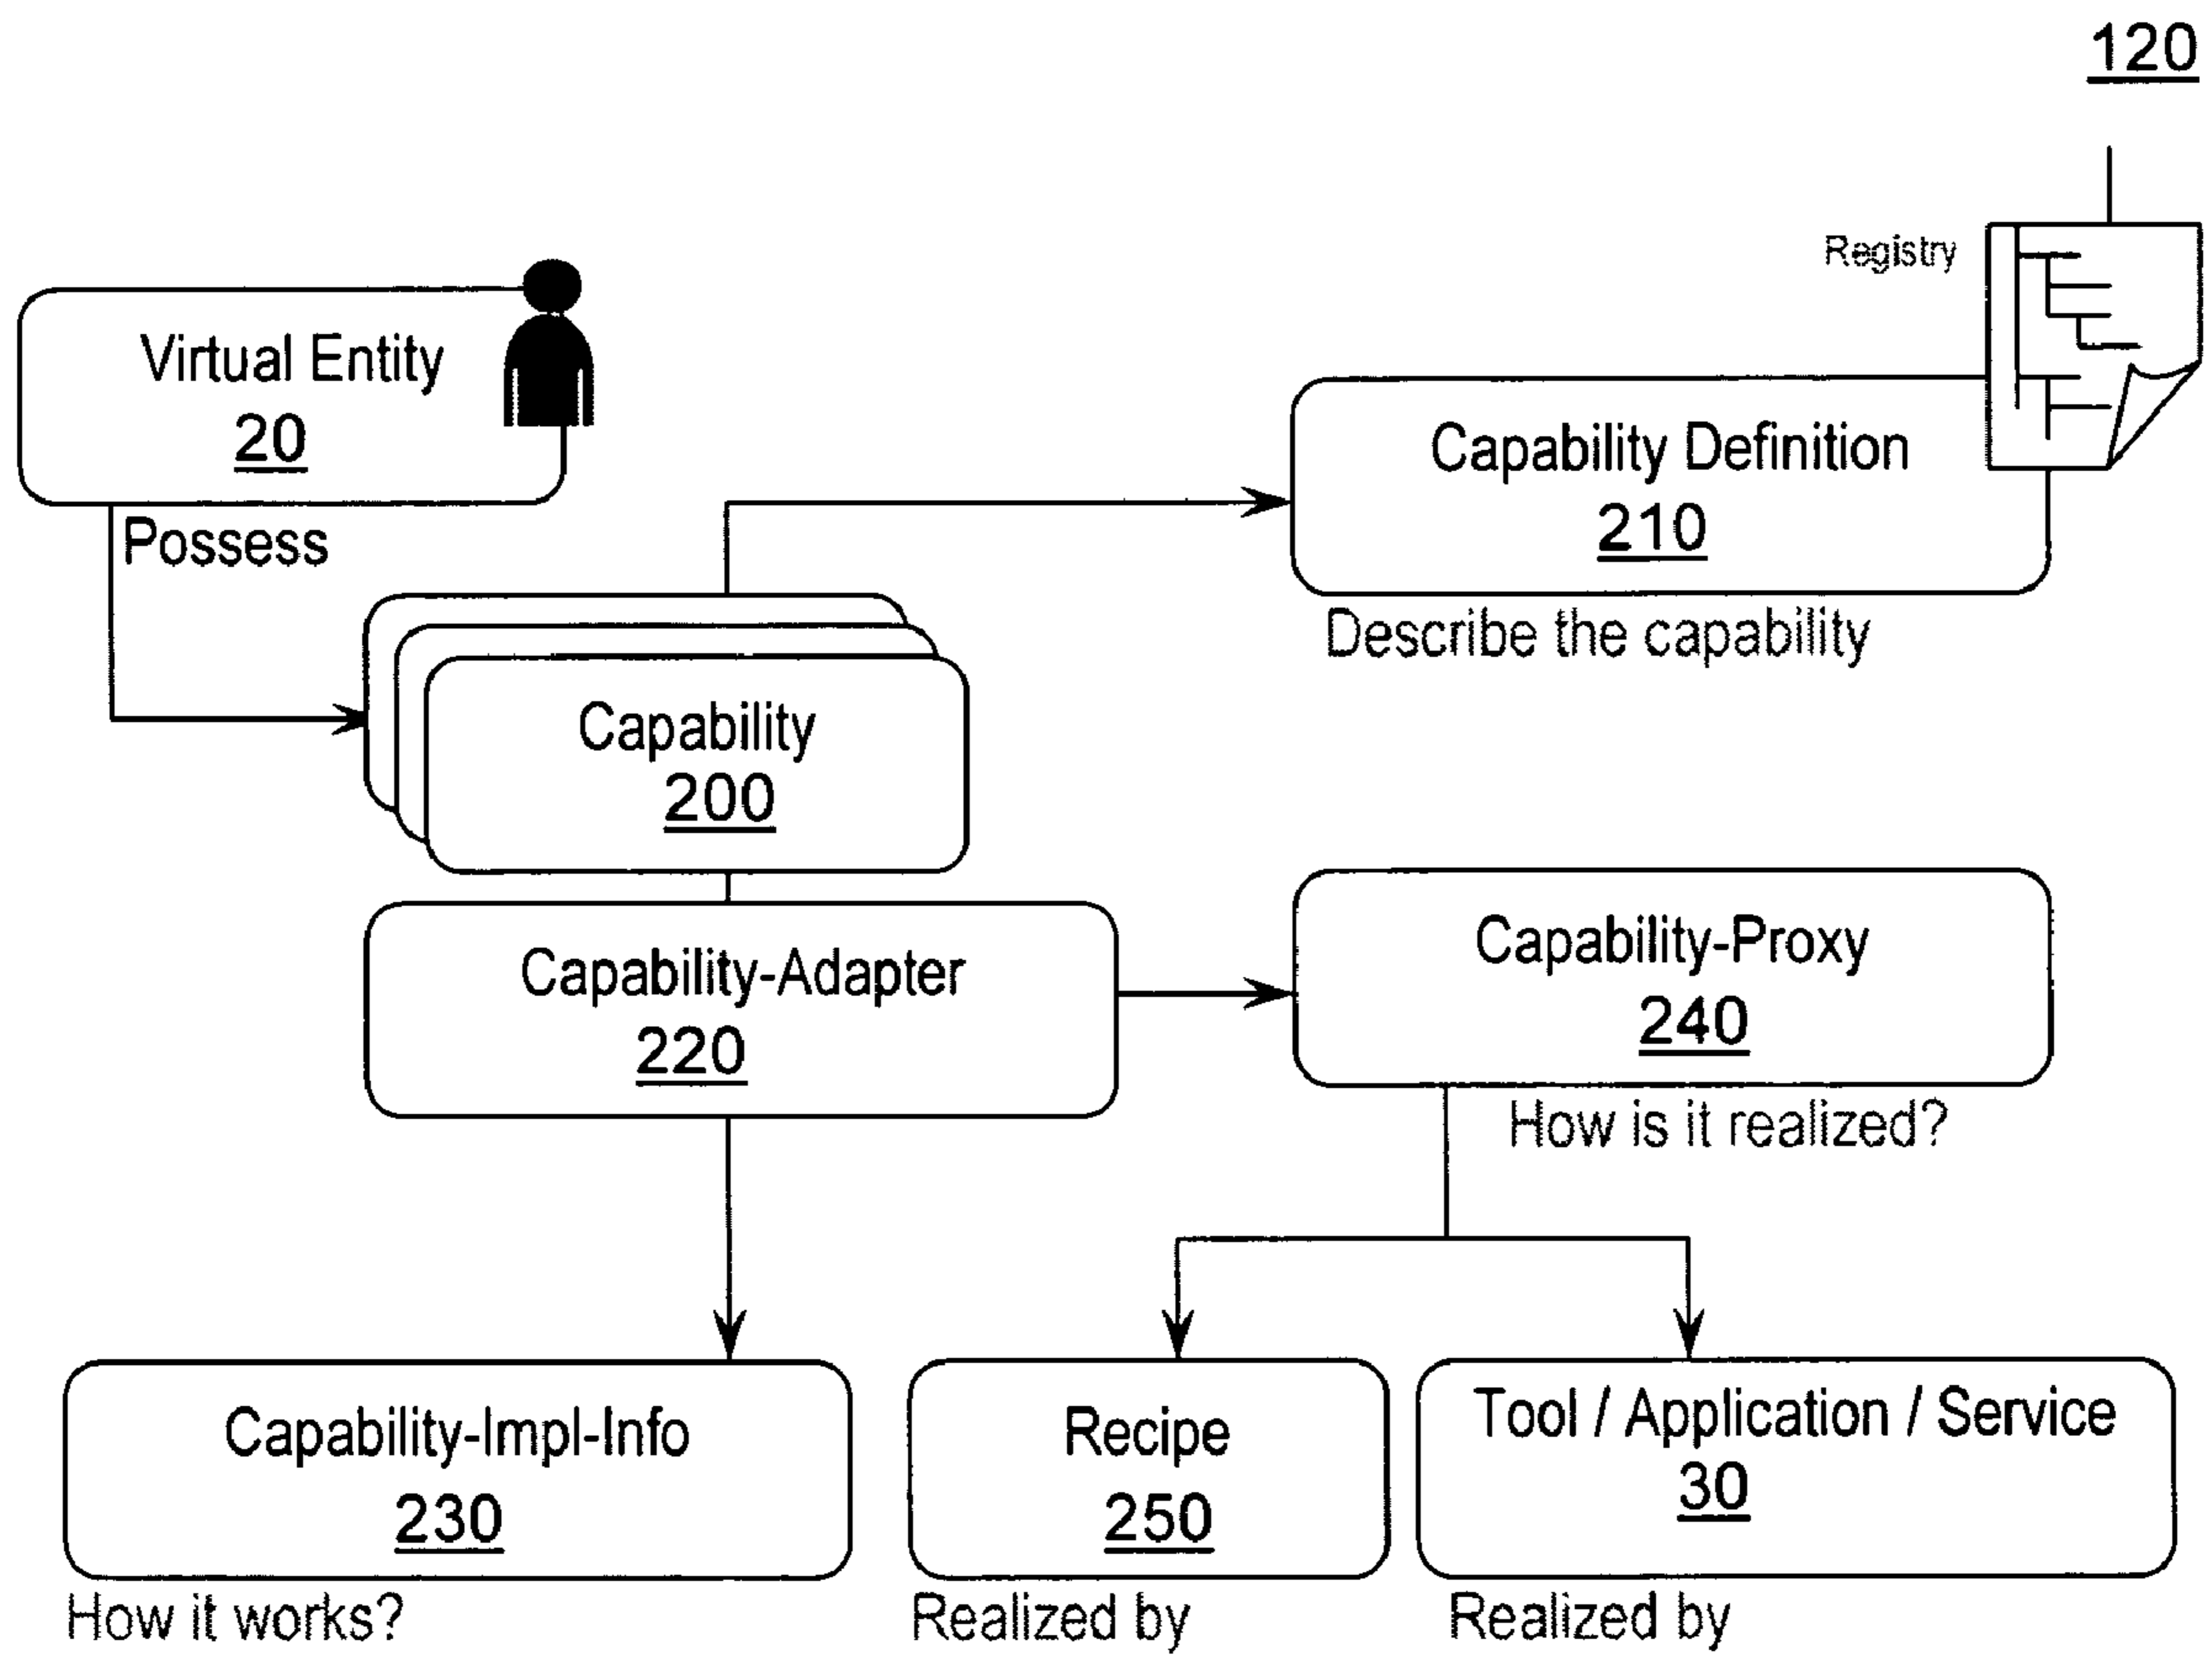 120
Registry
Virtual Entity
20
Possess
Capability Definition
210
Describe the capability
Capability
200
Capability-Adapter
220
Capability-Proxy
240
How is it realized?
Capability-Impl-Info
230
How it works?
Recipe
250
Realized by
Tool / Application / Service
30
Realized by